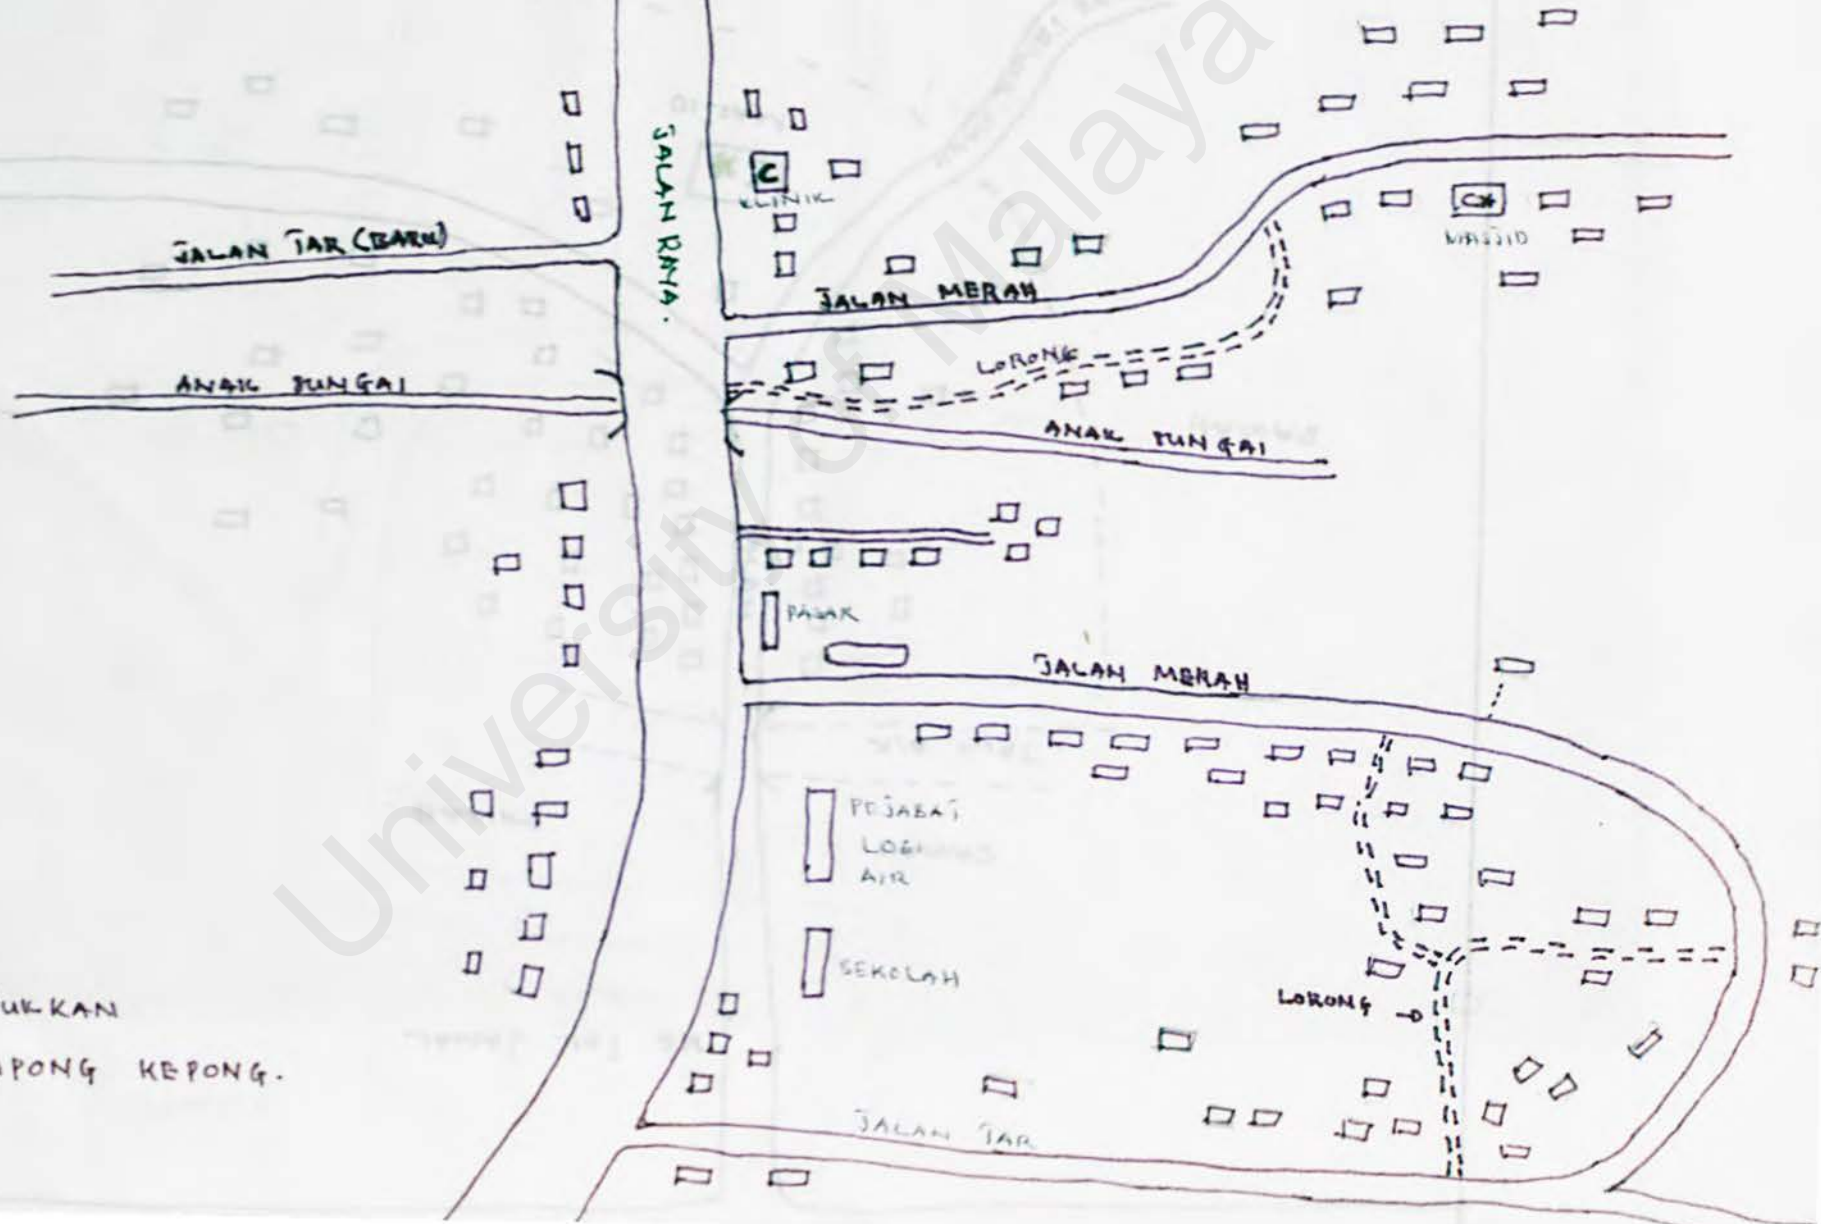 JALAN RAYA.
KLINIK
C
JALAN TAR (BARU)
MASJID
JALAN MERAH
LORONG
ANAK SUNGAI
ANAK SUNGAI
PASAR
JALAN MERAH
PEJABAT
AIR
SEKOLAH
LORONG
UKKAN
PONG KEPONG.
JALAN TAR
University of Malaya